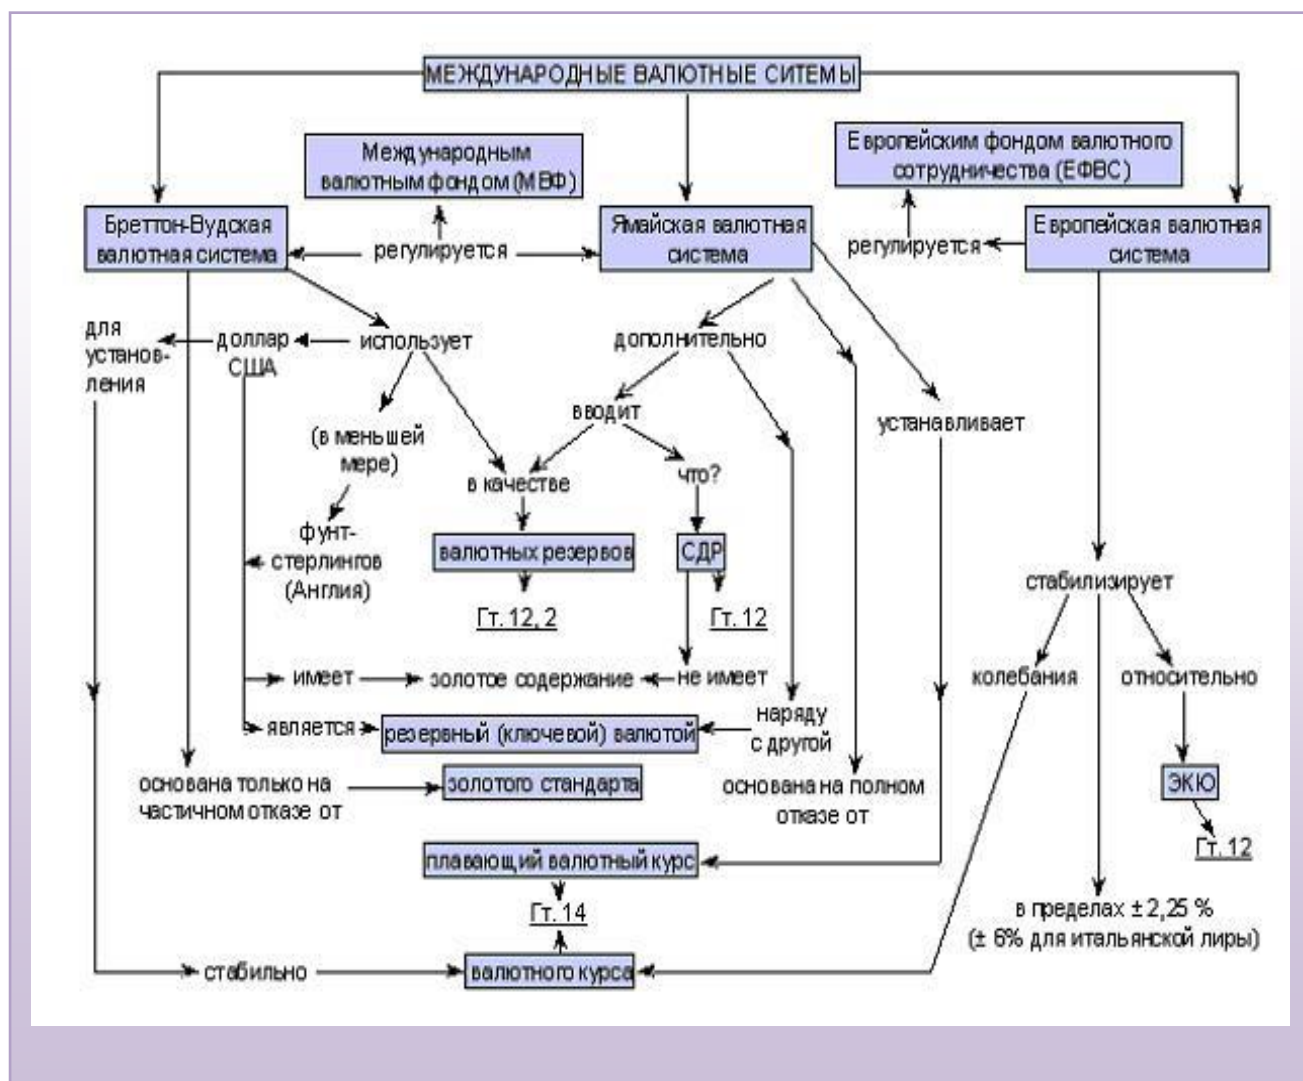 МЕЖДУНАРОДНЫЕ ВАЛЮТНЫЕ СИТЕМЫ
Международным
валютным фондом (МВФ)
Европейским фондом валютного
сотрудничества (ЕФВС)
Бреттон-Вудская
валютная система
регулируется
Ямайская валютная
система
регулируется
Европейская валютная
система
для
установ-
ления
доллар
США
использует
дополнительно
вводит
устанавливает
(в меньшей
мере)
в качестве
что?
фунт-
стерлингов
(Англия)
валютных резервов
СДР
стабилизирует
Гт. 12, 2
Гт. 12
имеет
золотое содержание
не имеет
колебания
относительно
является
резервный (ключевой) валютой
наряду
с другой
основана только на
частичном отказе от
золотого стандарта
основана на полном
отказе от
ЭКЮ
Гт. 12
плавающий валютный курс
Гт. 14
в пределах ± 2,25 %
(± 6% для итальянской лиры)
стабильно
валютного курса